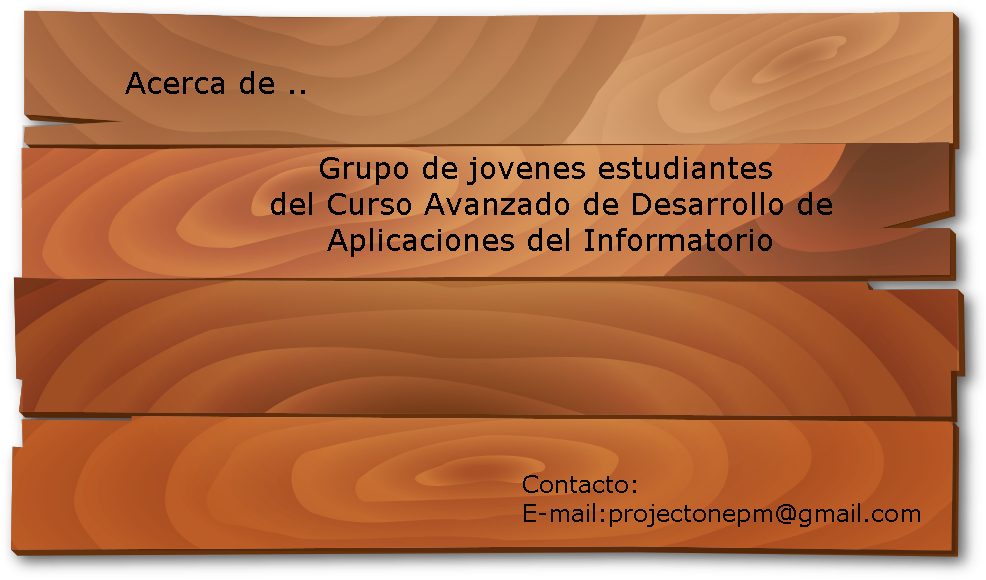 Acerca de ..
Grupo de jovenes estudiantes
del Curso Avanzado de Desarrollo de
Aplicaciones del Informatorio
Contacto:
E-mail:projectonepm@gmail.com